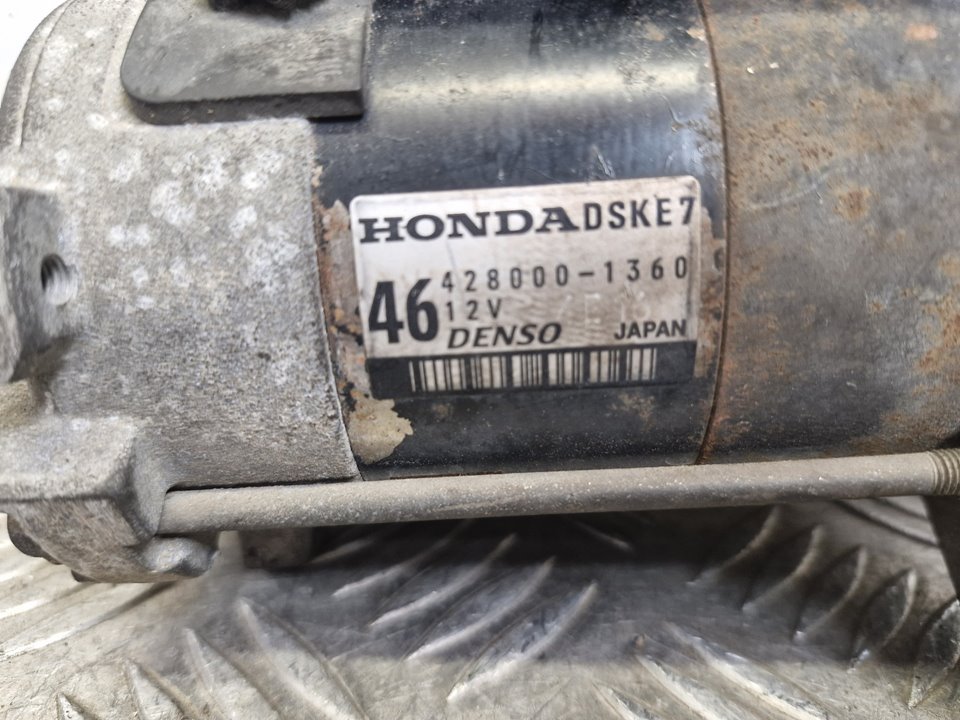 HONDA DSKE7
46 428000-1360
12V
DENSO JAPAN